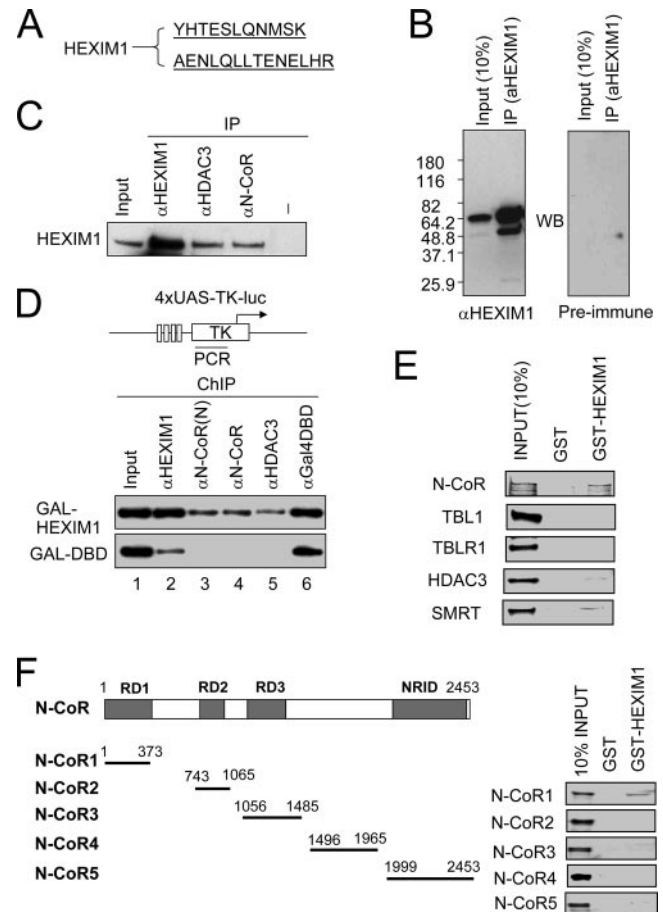 A
HEXIM1
YHTESLQNMSK
AENLQLLTENELHR
B
Input (10%)
IP (aHEXIM1)
Input (10%)
IP (aHEXIM1)
180
116
82
64.2
48.8
37.1
25.9
WB
αHEXIM1
Pre-immune
C
IP
Input
αHEXIM1
αHDAC3
αN-CoR
–
HEXIM1
D
4xUAS-TK-luc
TK
PCR
ChIP
Input
αHEXIM1
αN-CoR(N)
αN-CoR
αHDAC3
αGal4DBD
GAL-
HEXIM1
GAL-DBD
1 2 3 4 5 6
E
INPUT(10%)
GST
GST-HEXIM1
N-CoR
TBL1
TBLR1
HDAC3
SMRT
F
1 RD1 RD2 RD3 NRID 2453
N-CoR
N-CoR1 1 373
N-CoR2 743 1065
N-CoR3 1056 1485
N-CoR4 1496 1965
N-CoR5 1999 2453
10% INPUT
GST
GST-HEXIM1
N-CoR1
N-CoR2
N-CoR3
N-CoR4
N-CoR5